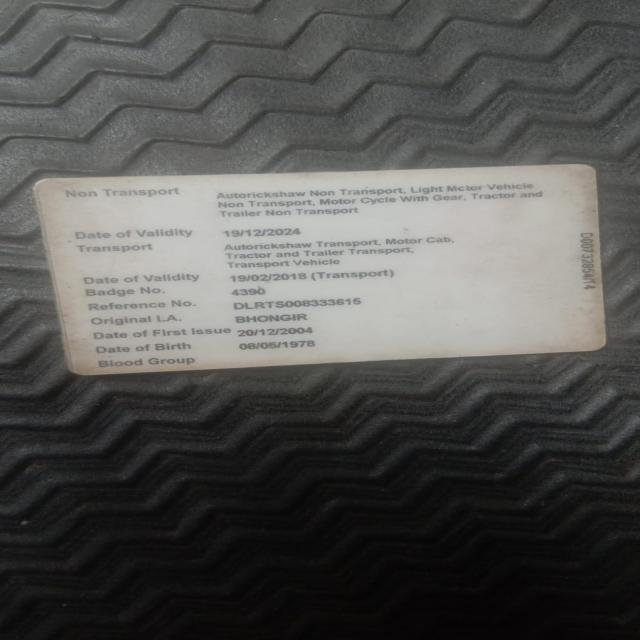 Non Transport Autorickshaw Non Transport, Light Motor Vehicle
Non Transport, Motor Cycle With Gear, Tractor and
Trailer Non Transport
Date of Validity 19/12/2024
Transport Autorickshaw Transport, Motor Cab,
Tractor and Trailer Transport,
Transport Vehicle
Date of Validity 19/02/2018 (Transport)
Badge No. 4390
Reference No. DLRTS008333615
Original LA. BHONGIR
Date of First Issue 20/12/2004
Date of Birth 08/05/1978
Blood Group